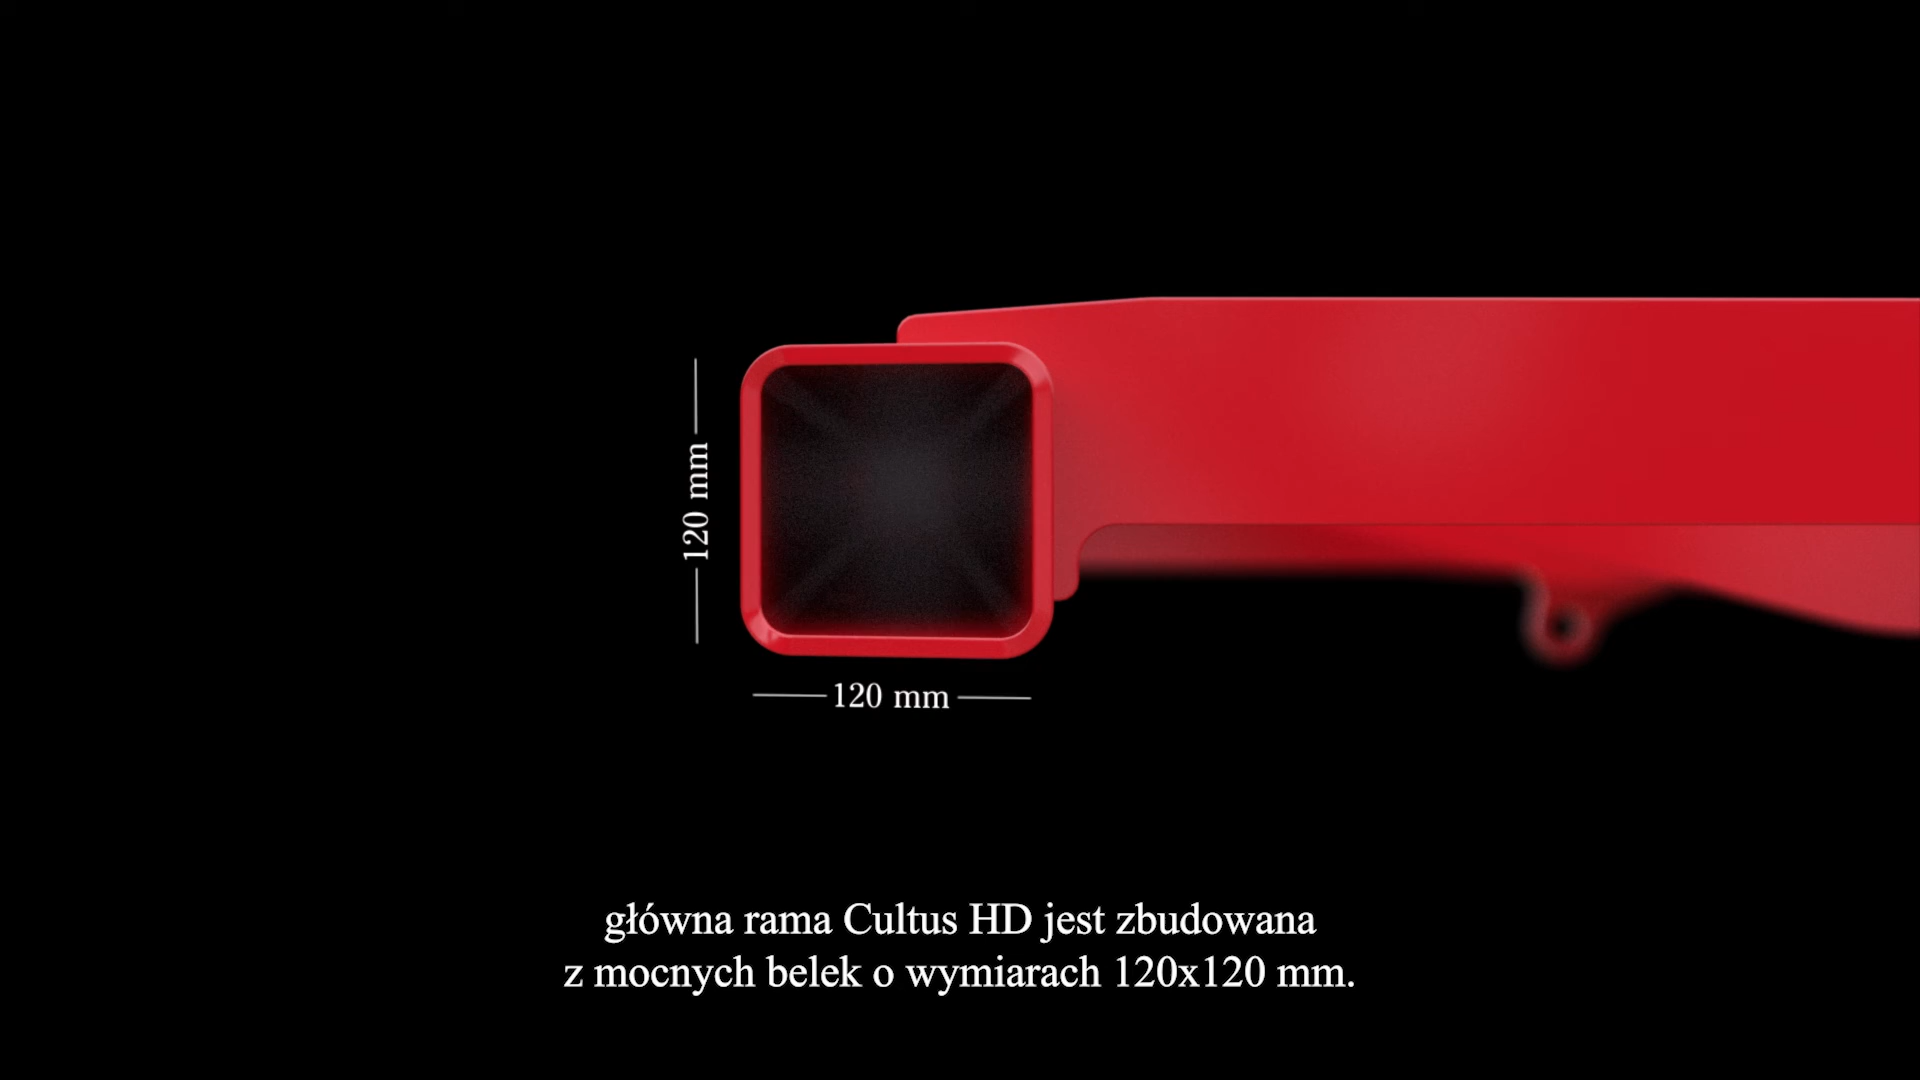 120 mm
120 mm
główna rama Cultus HD jest zbudowana
z mocnych belek o wymiarach 120x120 mm.